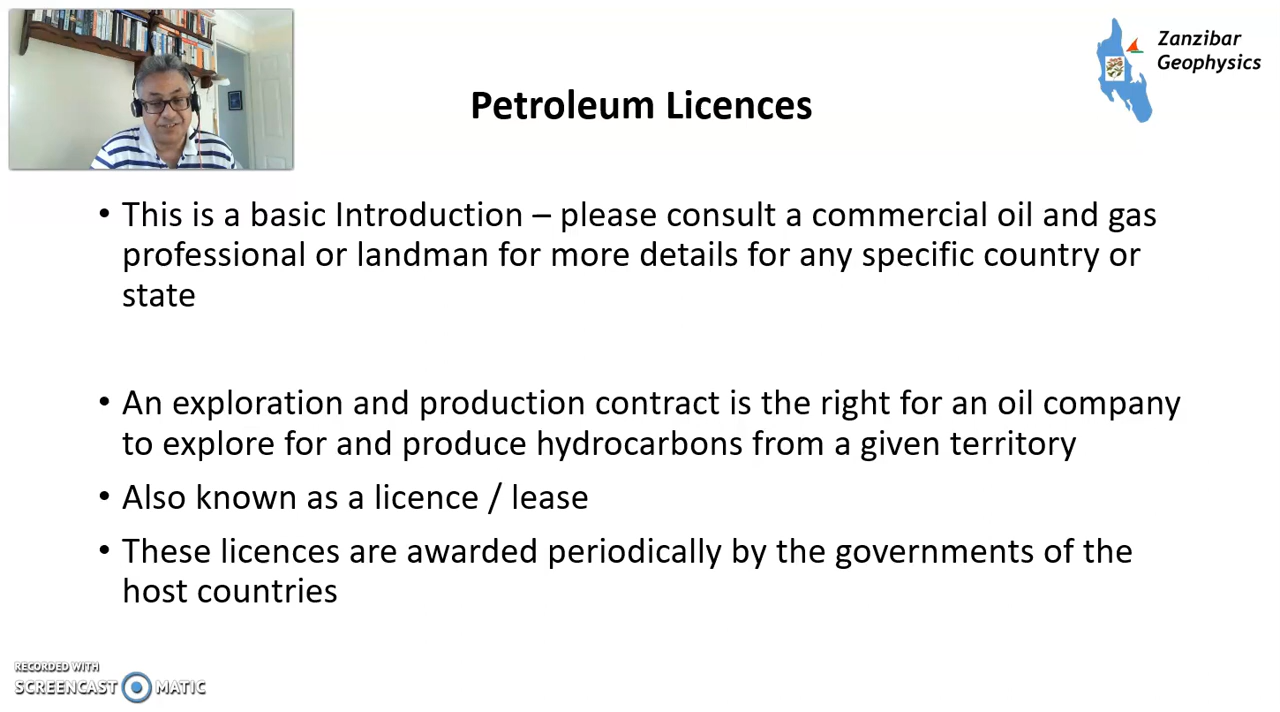 Zanzibar
Geophysics
Petroleum Licences
• This is a basic Introduction – please consult a commercial oil and gas
professional or landman for more details for any specific country or
state
• An exploration and production contract is the right for an oil company
to explore for and produce hydrocarbons from a given territory
• Also known as a licence / lease
• These licences are awarded periodically by the governments of the
host countries
RECORDED WITH
SCREENCAST MATIC